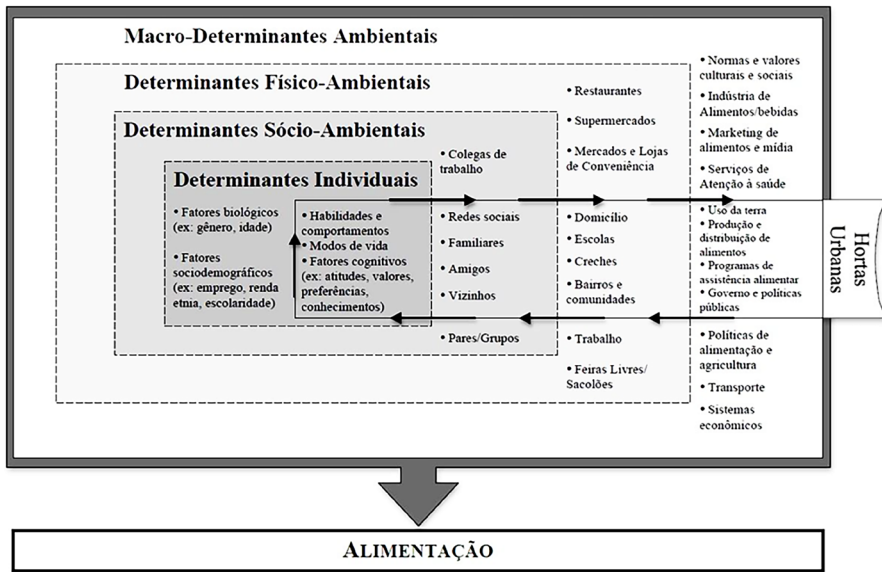 Macro-Determinantes Ambientais
Determinantes Físico-Ambientais
Determinantes Sócio-Ambientais
Determinantes Individuais
• Fatores biológicos
(ex: gênero, idade)
• Fatores
sociodemográficos
(ex: emprego, renda
etnia, escolaridade)
• Habilidades e
comportamentos
• Modos de vida
• Fatores cognitivos
(ex: atitudes, valores,
preferências,
conhecimentos)
• Colegas de
trabalho
• Redes sociais
• Familiares
• Amigos
• Vizinhos
• Pares/Grupos
• Restaurantes
• Supermercados
• Mercados e Lojas
de Conveniência
• Domicílio
• Escolas
• Creches
• Bairros e
comunidades
• Trabalho
• Feiras Livres/
Sacolões
• Normas e valores
culturais e sociais
• Indústria de
Alimentos/bebidas
• Marketing de
alimentos e mídia
• Serviços de
Atenção à saúde
• Uso da terra
• Produção e
distribuição de
alimentos
• Programas de
assistência alimentar
• Governo e políticas
públicas
• Políticas de
alimentação e
agricultura
• Transporte
• Sistemas
econômicos
Hortas
Urbanas
ALIMENTAÇÃO